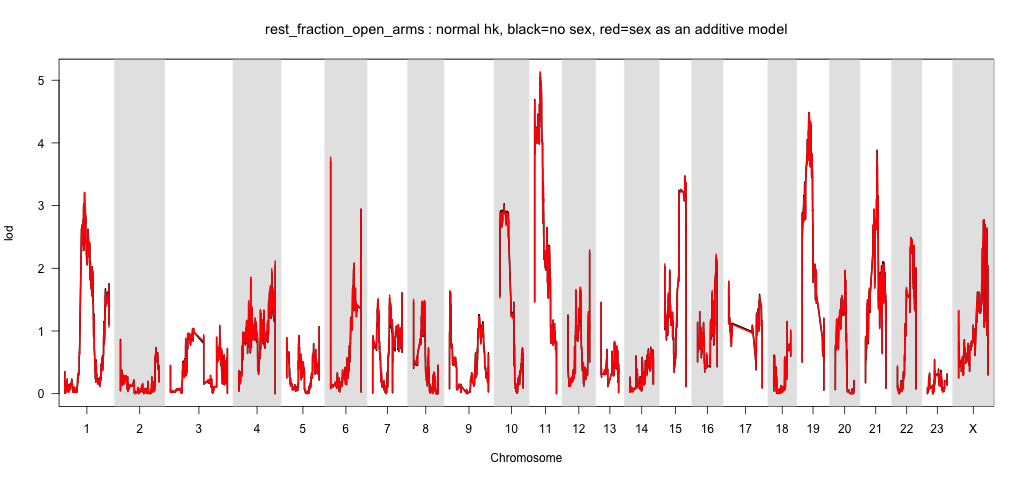 rest_fraction_open_arms : normal hk, black=no sex, red=sex as an additive model
5
4
3
2
1
0
lod
1 2 3 4 5 6 7 8 9 10 11 12 13 14 15 16 17 18 19 20 21 22 23 X
Chromosome